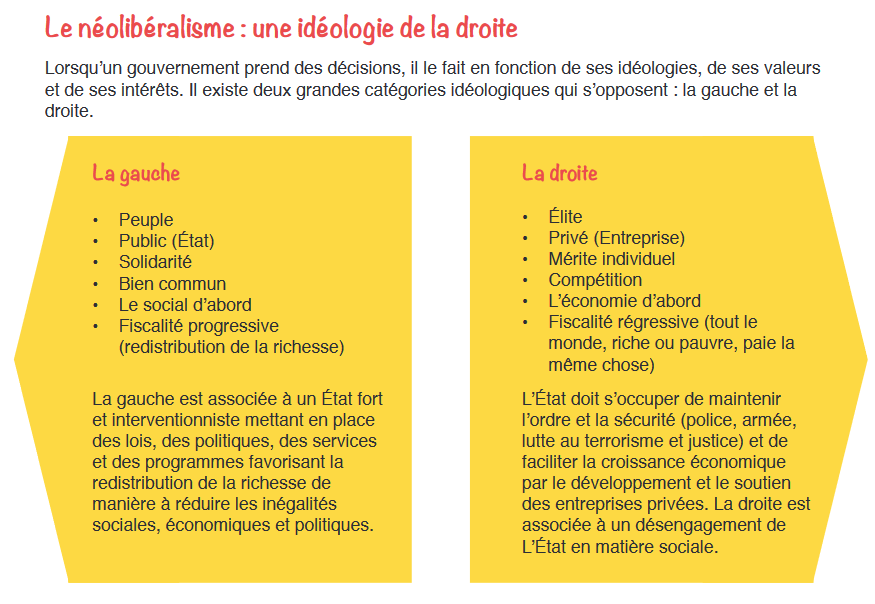 Le néolibéralisme : une idéologie de la droite
Lorsqu'un gouvernement prend des décisions, il le fait en fonction de ses idéologies, de ses valeurs
et de ses intérêts. Il existe deux grandes catégories idéologiques qui s'opposent : la gauche et la
droite.
La gauche
• Peuple
• Public (État)
• Solidarité
• Bien commun
• Le social d'abord
• Fiscalité progressive
(redistribution de la richesse)
La gauche est associée à un État fort
et interventionniste mettant en place
des lois, des politiques, des services
et des programmes favorisant la
redistribution de la richesse de
manière à réduire les inégalités
sociales, économiques et politiques.
La droite
• Élite
• Privé (Entreprise)
• Mérite individuel
• Compétition
• L'économie d'abord
• Fiscalité régressive (tout le
monde, riche ou pauvre, paie la
même chose)
L'État doit s'occuper de maintenir
l'ordre et la sécurité (police, armée,
lutte au terrorisme et justice) et de
faciliter la croissance économique
par le développement et le soutien
des entreprises privées. La droite est
associée à un désengagement de
L'État en matière sociale.